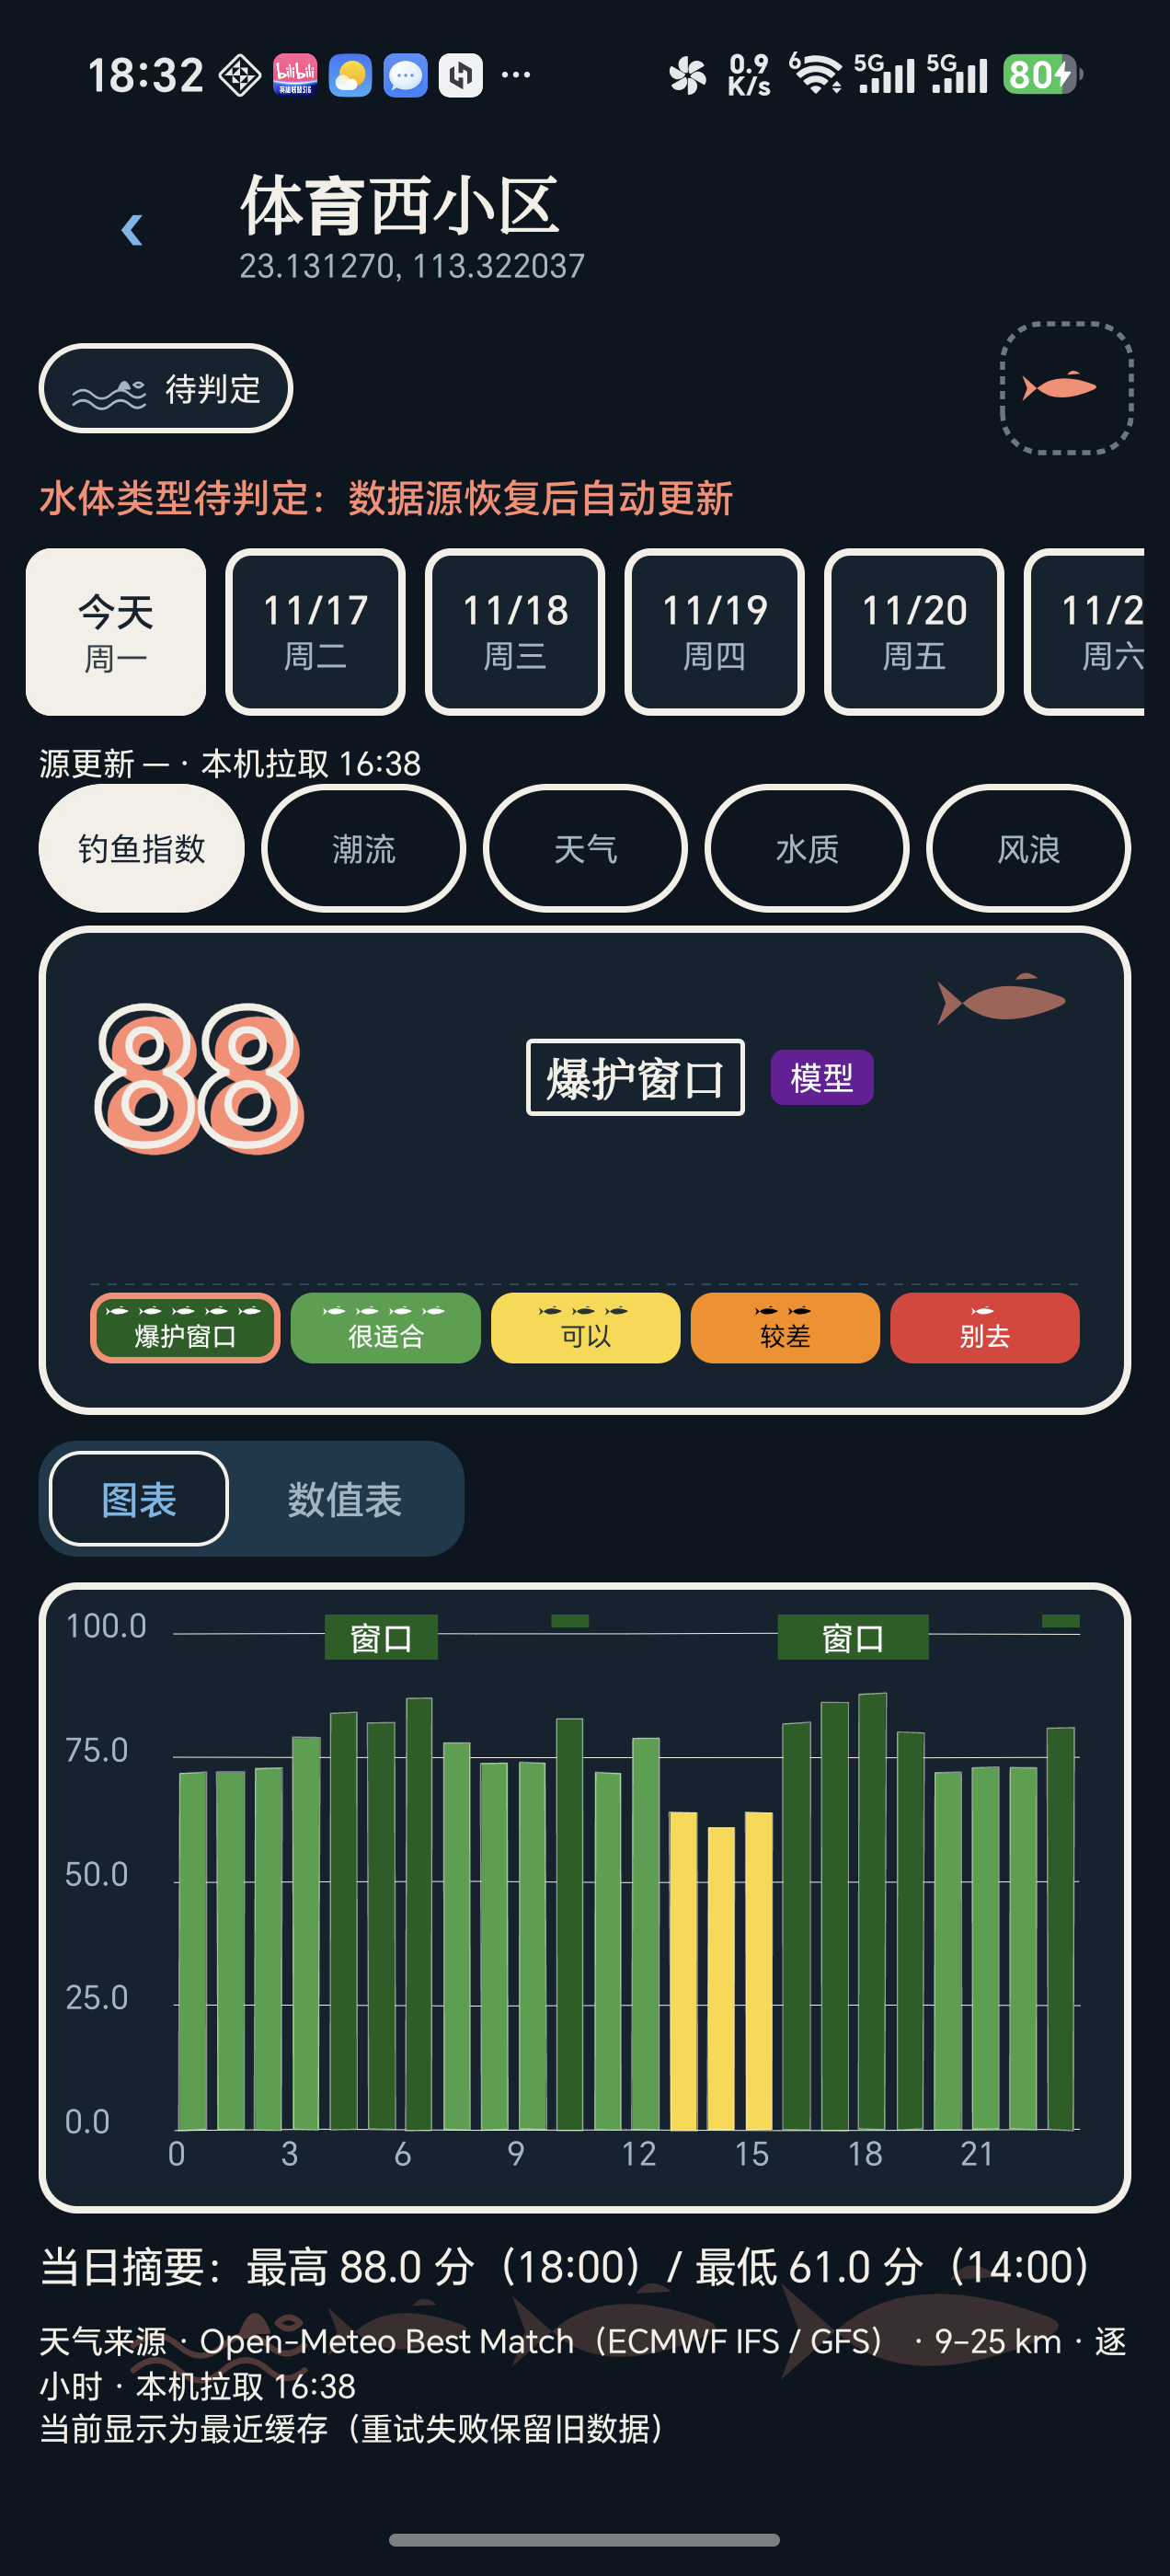 18:32
bilibili
0.9 K/s
6
5G
5G
80
体育西小区
23.131270, 113.322037
待判定
水体类型待判定：数据源恢复后自动更新
今天 11/17 11/18 11/19 11/20 11/2
周一 周二 周三 周四 周五 周六
源更新 — · 本机拉取 16:38
钓鱼指数 潮流 天气 水质 风浪
88
爆护窗口 模型
爆护窗口 很适合 可以 较差 别去
图表 数值表
100.0
窗口 窗口
75.0
50.0
25.0
0.0
0 3 6 9 12 15 18 21
当日摘要：最高 88.0 分（18:00）/ 最低 61.0 分（14:00）
天气来源 · Open-Meteo Best Match（ECMWF IFS / GFS） · 9–25 km · 逐
小时 · 本机拉取 16:38
当前显示为最近缓存（重试失败保留旧数据）